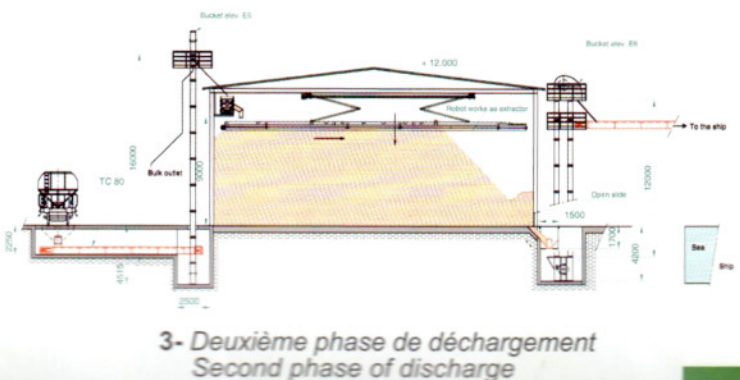 Bucket elev. E5
Bucket elev. E6
+ 12.000
Robot works as extractor
To the ship
16000
Bulk outlet
TC 80
9000
12000
Open side
1500
2250
4515
2500
1700
4200
Sea
Ship
3- Deuxième phase de déchargement
Second phase of discharge